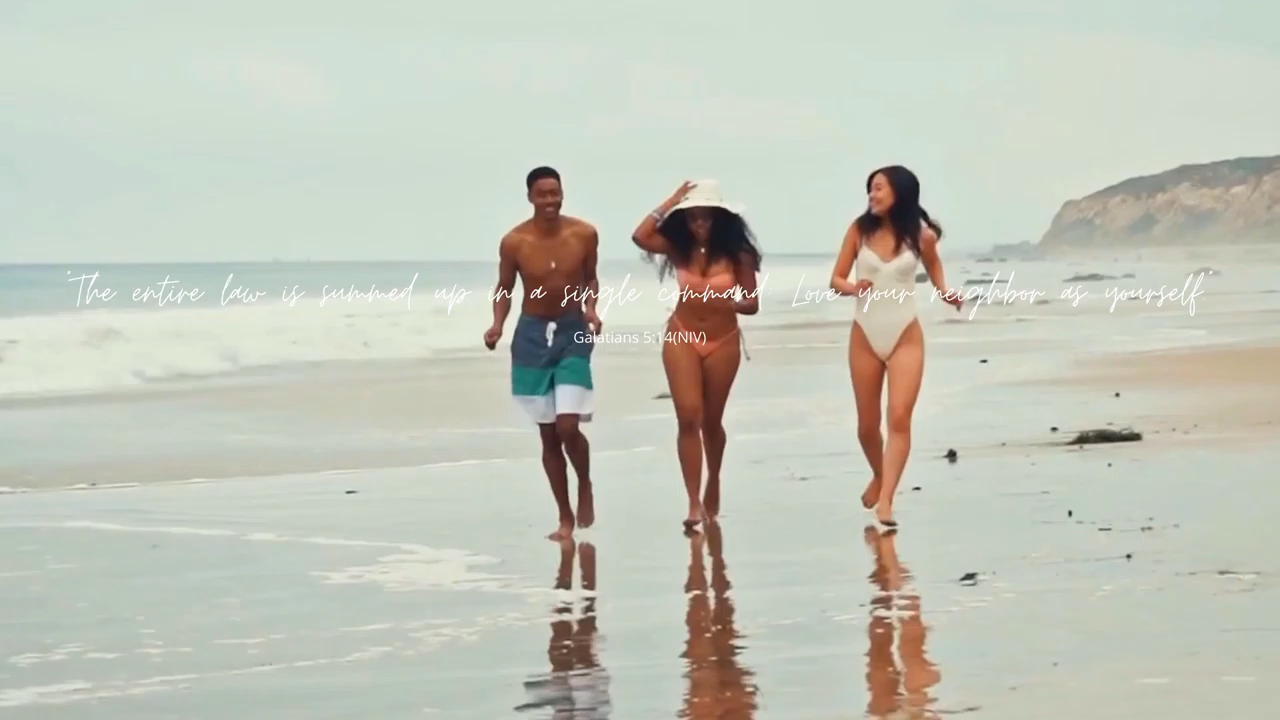 "The entire law is summed up in a single command: Love your neighbor as yourself."
Galatians 5:14(NIV)